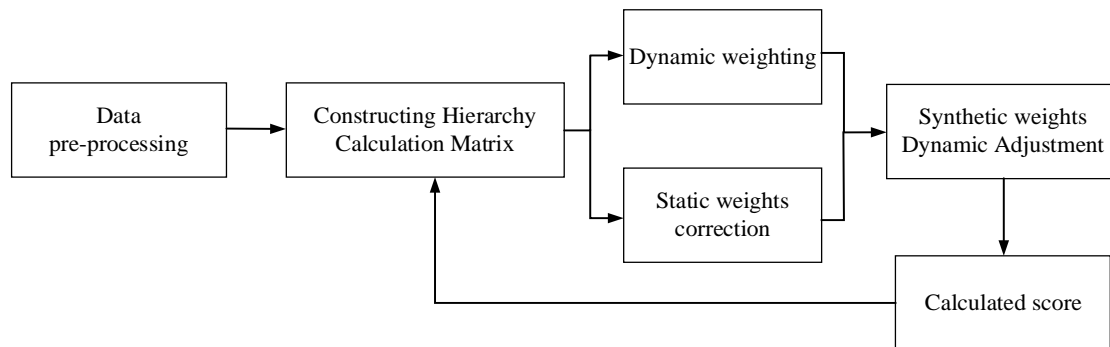 Data
pre-processing
Constructing Hierarchy
Calculation Matrix
Dynamic weighting
Static weights
correction
Synthetic weights
Dynamic Adjustment
Calculated score